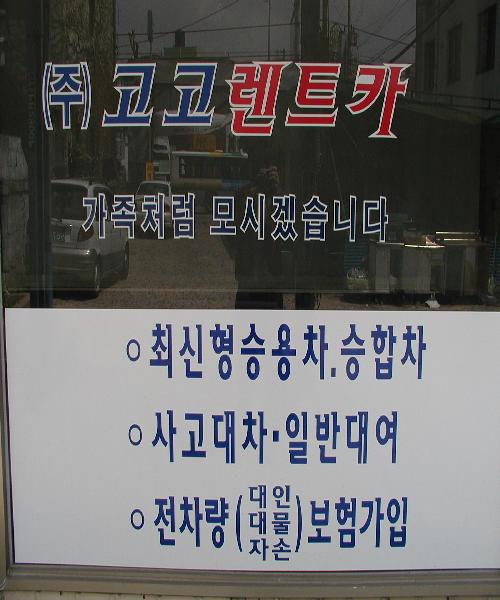 (주)고고렌트카
가족처럼 모시겠습니다
○ 최신형승용차.승합차
○ 사고대차·일반대여
○ 전차량(대인 대물 자손)보험가입